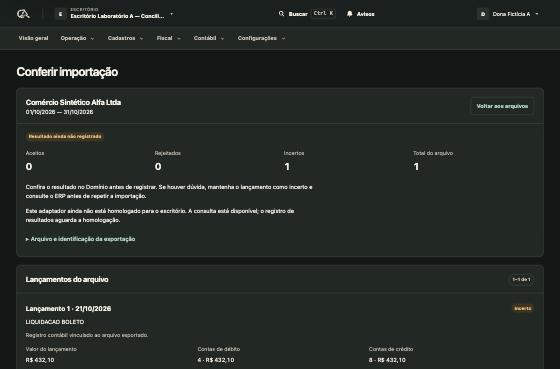 ESCRITÓRIO
E
Escritório Laboratório A — Concili...
Buscar Ctrl K
Avisos
D Dona Fictícia A
Visão geral Operação Cadastros Fiscal Contábil Configurações
Conferir importação
Comércio Sintético Alfa Ltda
01/10/2026 — 31/10/2026
Voltar aos arquivos
Resultado ainda não registrado
Aceitos Rejeitados Incertos Total do arquivo
0 0 1 1
Confira o resultado no Domínio antes de registrar. Se houver dúvida, mantenha o lançamento como incerto e
consulte o ERP antes de repetir a importação.
Este adaptador ainda não está homologado para o escritório. A consulta está disponível; o registro de
resultados aguarda a homologação.
▸ Arquivo e identificação da exportação
Lançamentos do arquivo
1–1 de 1
Lançamento 1 · 21/10/2026
Incerto
LIQUIDACAO BOLETO
Registro contábil vinculado ao arquivo exportado.
Valor do lançamento Contas de débito Contas de crédito
R$ 432,10 4 · R$ 432,10 8 · R$ 432,10